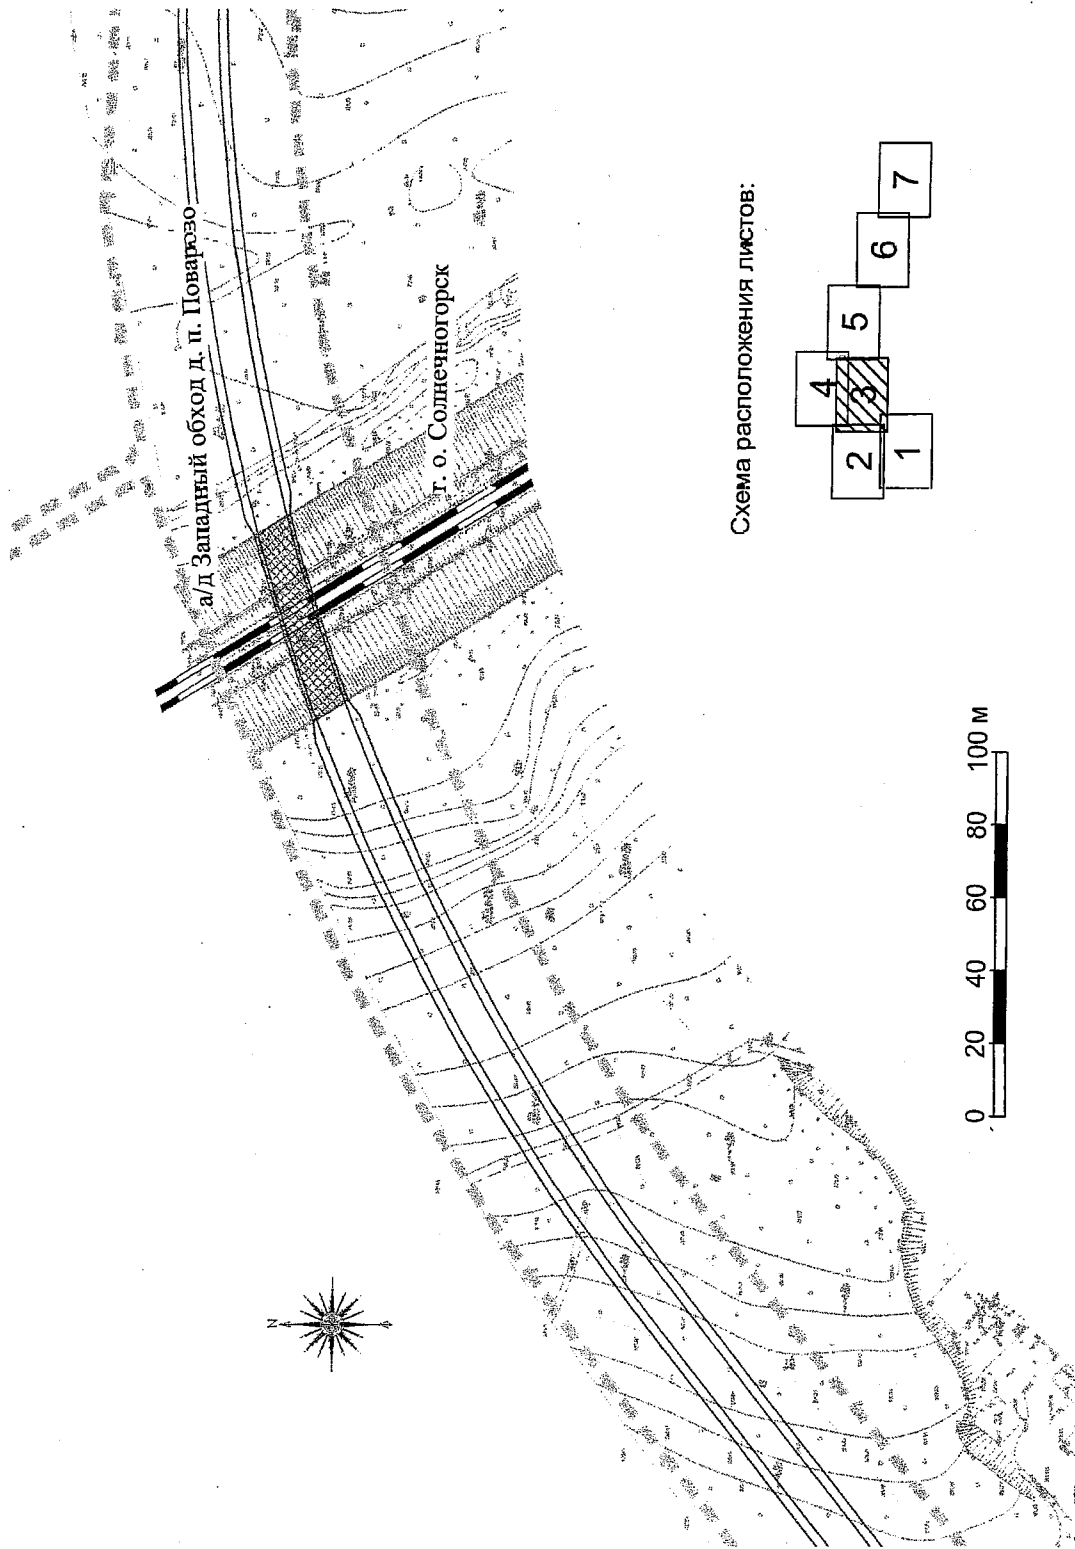 а/д Западный обход д. п. Поварово
г. о. Солнечногорск
N
Схема расположения листов:
4
2
3
5
6
7
1
0 20 40 60 80 100 м